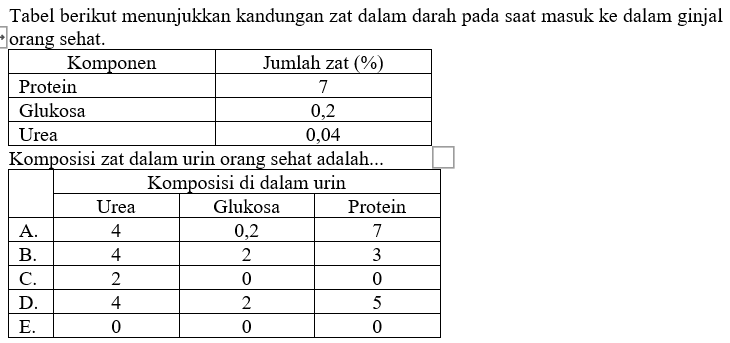 Tabel berikut menunjukkan kandungan zat dalam darah pada saat masuk ke dalam ginjal
orang sehat.
Komponen Jumlah zat (%)
Protein 7
Glukosa 0,2
Urea 0,04
Komposisi zat dalam urin orang sehat adalah...
Komposisi di dalam urin
Urea Glukosa Protein
A. 4 0,2 7
B. 4 2 3
C. 2 0 0
D. 4 2 5
E. 0 0 0